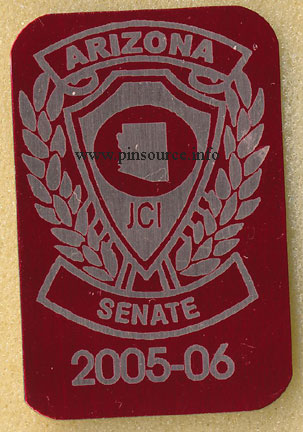 ARIZONA
www.pinsource.info
JCI
SENATE
2005-06